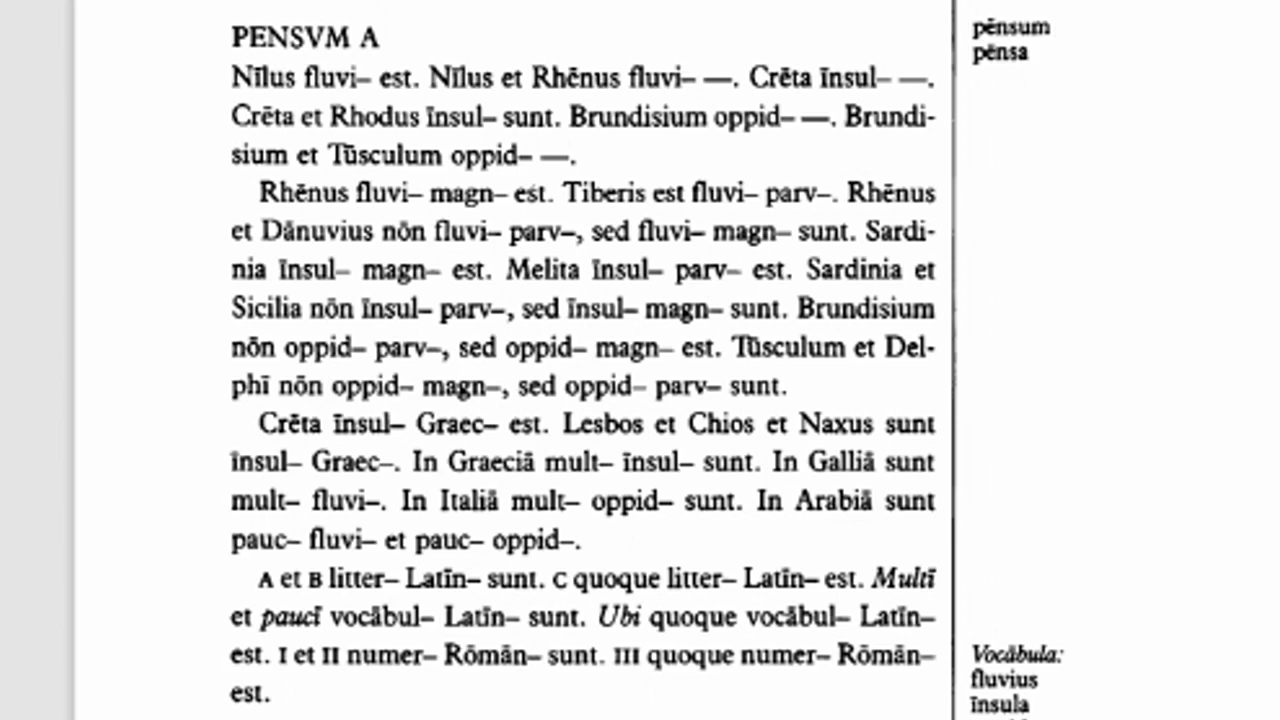 PENSVM A
Nīlus fluvi– est. Nīlus et Rhēnus fluvi– —. Crēta īnsul– —.
Crēta et Rhodus īnsul– sunt. Brundisium oppid– —. Brundi-
sium et Tūsculum oppid– —.
Rhēnus fluvi– magn– est. Tiberis est fluvi– parv–. Rhēnus
et Dānuvius nōn fluvi– parv–, sed fluvi– magn– sunt. Sardi-
nia īnsul– magn– est. Melita īnsul– parv– est. Sardinia et
Sicilia nōn īnsul– parv–, sed īnsul– magn– sunt. Brundisium
nōn oppid– parv–, sed oppid– magn– est. Tūsculum et Del-
phī nōn oppid– magn–, sed oppid– parv– sunt.
Crēta īnsul– Graec– est. Lesbos et Chios et Naxus sunt
īnsul– Graec–. In Graeciā mult– īnsul– sunt. In Galliā sunt
mult– fluvi–. In Italiā mult– oppid– sunt. In Arabiā sunt
pauc– fluvi– et pauc– oppid–.
A et B litter– Latīn– sunt. C quoque litter– Latīn– est. Multī
et paucī vocābul– Latīn– sunt. Ubi quoque vocābul– Latīn–
est. I et II numer– Rōmān– sunt. III quoque numer– Rōmān–
est.
pēnsum
pēnsa
Vocābula:
fluvius
īnsula